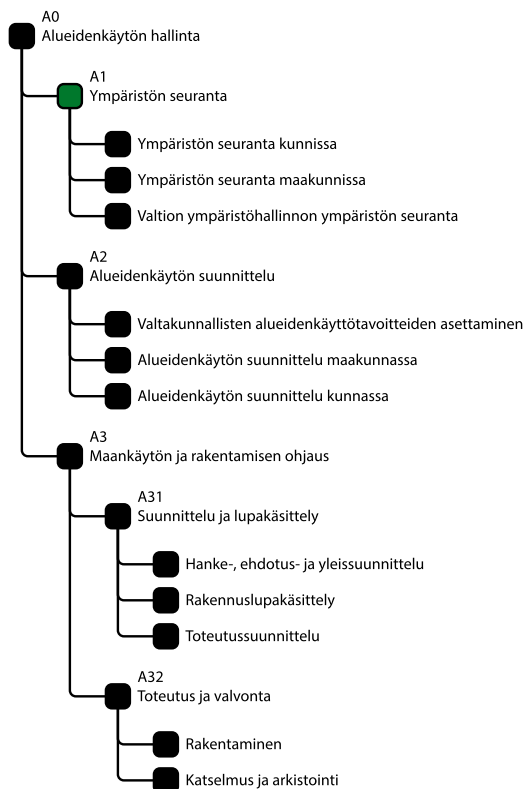 A0
Alueidenkäytön hallinta
A1
Ympäristön seuranta
Ympäristön seuranta kunnissa
Ympäristön seuranta maakunnissa
Valtion ympäristöhallinnon ympäristön seuranta
A2
Alueidenkäytön suunnittelu
Valtakunnallisten alueidenkäyttötavoitteiden asettaminen
Alueidenkäytön suunnittelu maakunnassa
Alueidenkäytön suunnittelu kunnassa
A3
Maankäytön ja rakentamisen ohjaus
A31
Suunnittelu ja lupakäsittely
Hanke-, ehdotus- ja yleissuunnittelu
Rakennuslupakäsittely
Toteutussuunnittelu
A32
Toteutus ja valvonta
Rakentaminen
Katselmus ja arkistointi